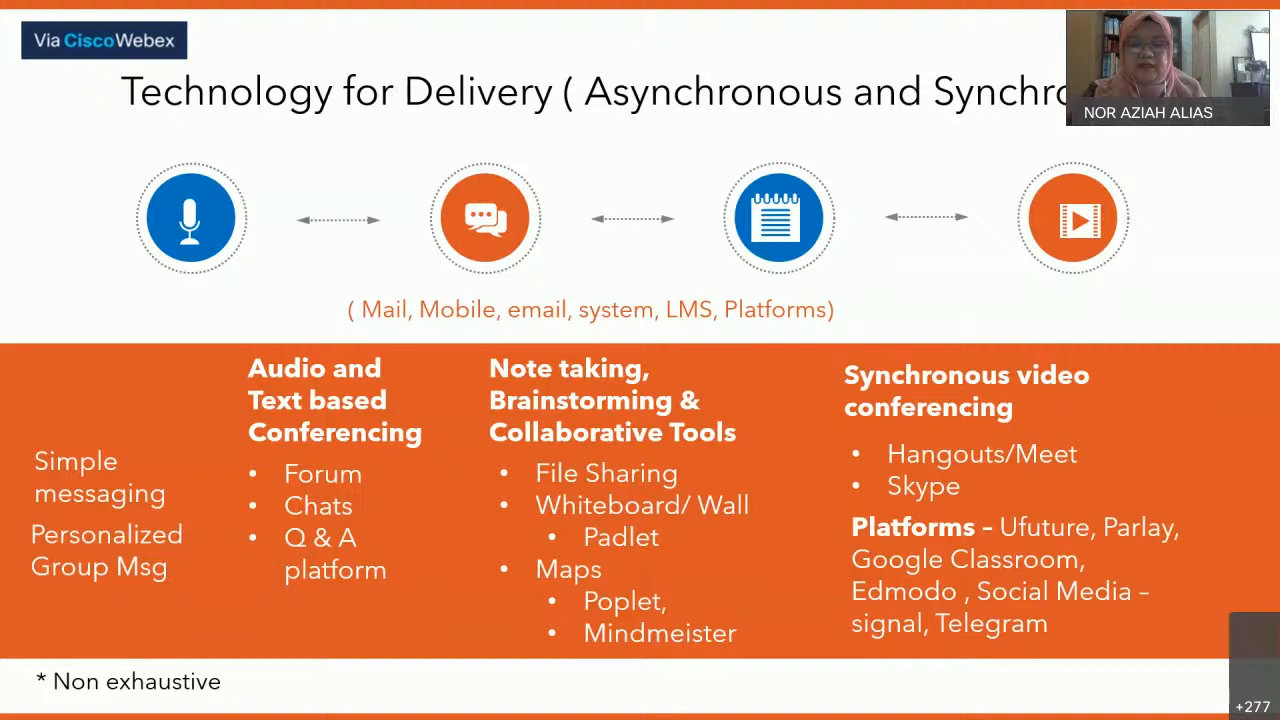 Via CiscoWebex
Technology for Delivery ( Asynchronous and Synchro
NOR AZIAH ALIAS
( Mail, Mobile, email, system, LMS, Platforms)
Simple
messaging
Personalized
Group Msg
Audio and
Text based
Conferencing
• Forum
• Chats
• Q & A
platform
Note taking,
Brainstorming &
Collaborative Tools
• File Sharing
• Whiteboard/ Wall
• Padlet
• Maps
• Poplet,
• Mindmeister
Synchronous video
conferencing
• Hangouts/Meet
• Skype
Platforms – Ufuture, Parlay,
Google Classroom,
Edmodo , Social Media –
signal, Telegram
* Non exhaustive
+277